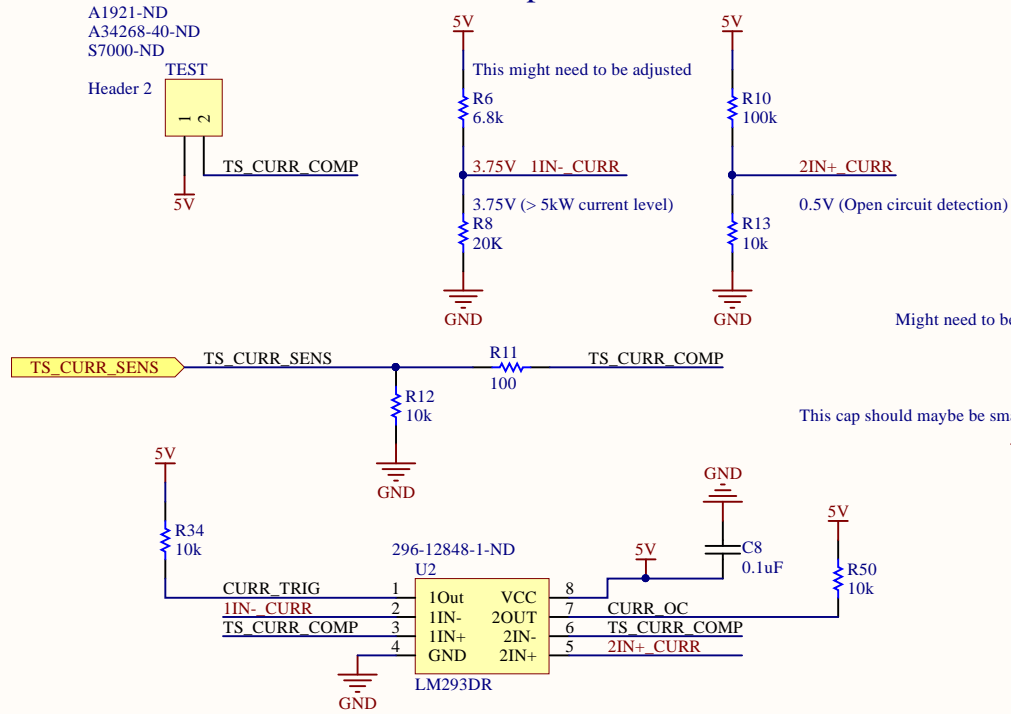 A1921-ND
A34268-40-ND
S7000-ND
TEST
Header 2
1
2
TS_CURR_COMP
5V
5V
This might need to be adjusted
R6
6.8k
3.75V 1IN-_CURR
3.75V (> 5kW current level)
R8
20K
GND
5V
R10
100k
2IN+_CURR
0.5V (Open circuit detection)
R13
10k
GND
Might need to be
TS_CURR_SENS
TS_CURR_SENS
R11
100
TS_CURR_COMP
R12
10k
GND
This cap should maybe be sma
5V
R34
10k
296-12848-1-ND
U2
CURR_TRIG 1 1Out
1IN-_CURR 2 1IN-
TS_CURR_COMP 3 1IN+
4 GND
GND
LM293DR
VCC 8
2OUT 7 CURR_OC
2IN- 6 TS_CURR_COMP
2IN+ 5 2IN+_CURR
5V
GND
C8
0.1uF
5V
R50
10k